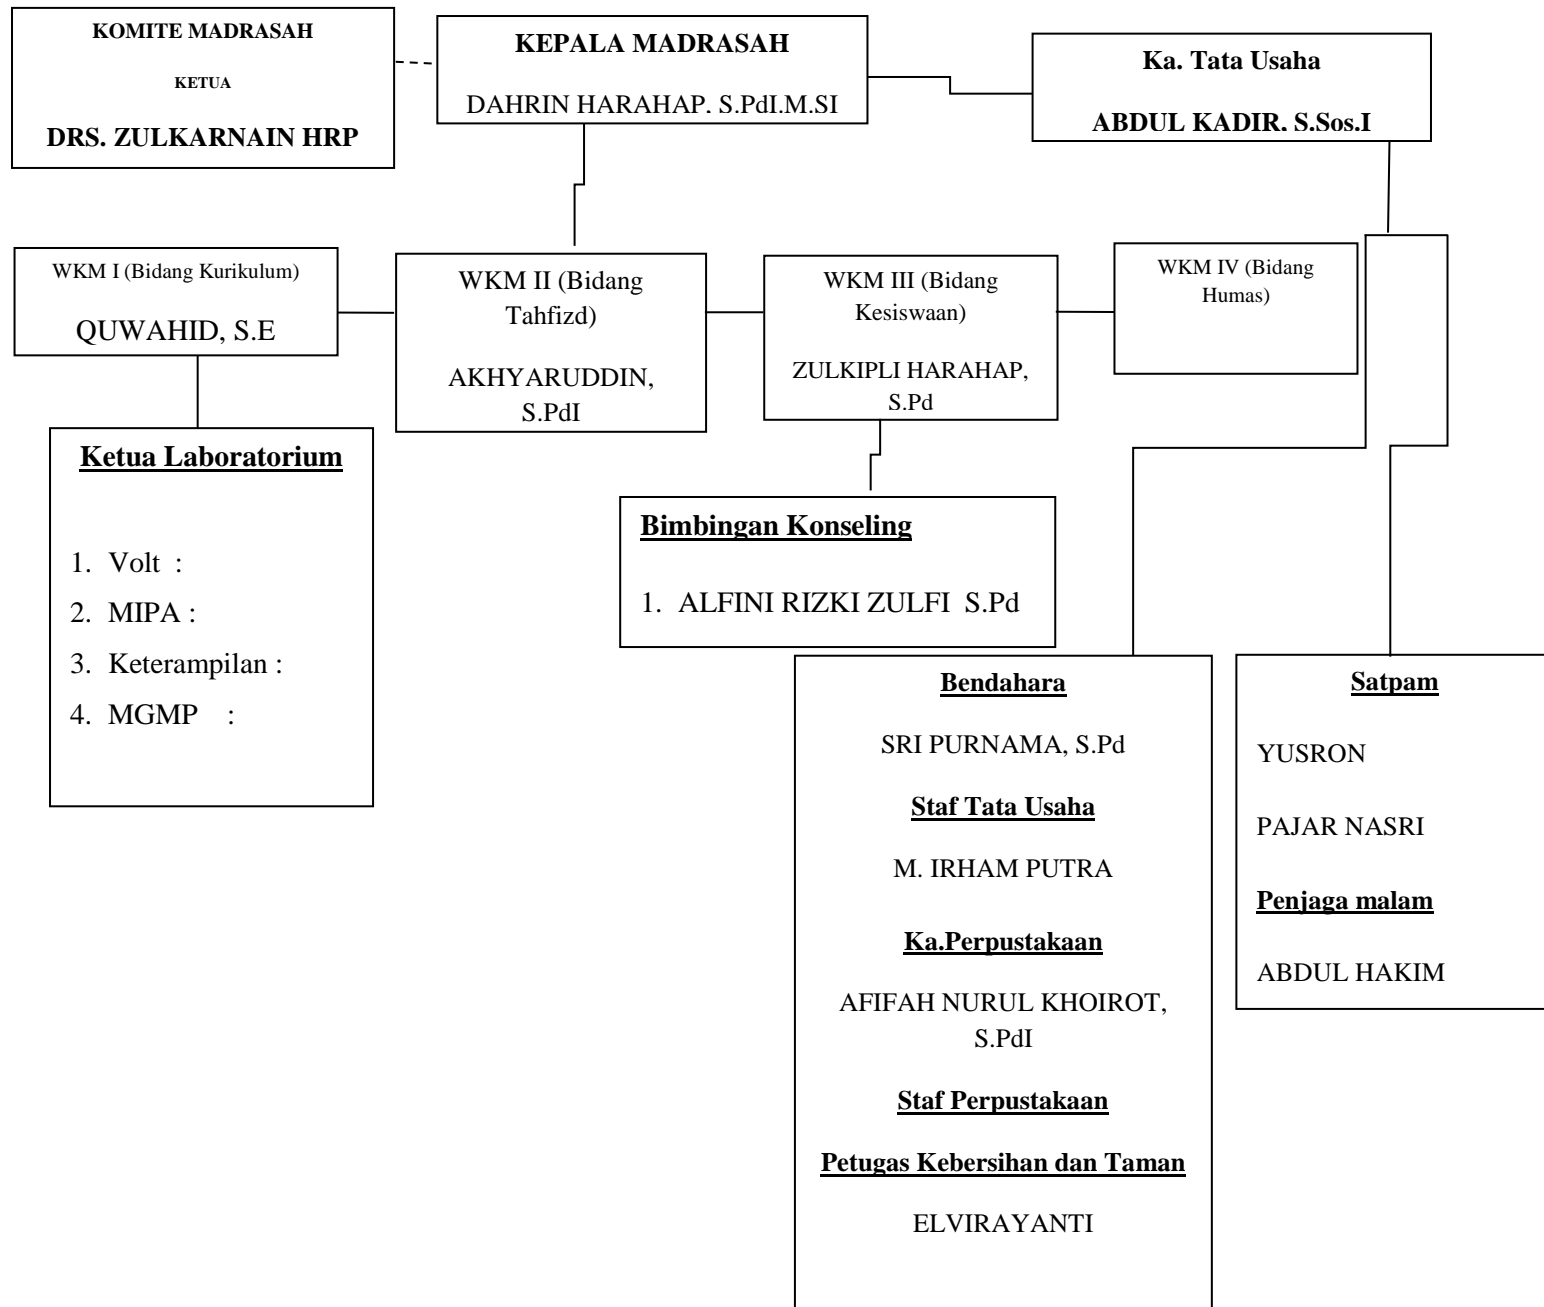 KOMITE MADRASAH
KETUA
DRS. ZULKARNAIN HRP
KEPALA MADRASAH
DAHRIN HARAHAP. S.PdI.M.SI
Ka. Tata Usaha
ABDUL KADIR. S.Sos.I
WKM I (Bidang Kurikulum)
QUWAHID, S.E
WKM II (Bidang
Tahfizd)
AKHYARUDDIN,
S.PdI
WKM III (Bidang
Kesiswaan)
ZULKIPLI HARAHAP,
S.Pd
WKM IV (Bidang
Humas)
Ketua Laboratorium
1. Volt :
2. MIPA :
3. Keterampilan :
4. MGMP :
Bimbingan Konseling
1. ALFINI RIZKI ZULFI S.Pd
Bendahara
SRI PURNAMA, S.Pd
Staf Tata Usaha
M. IRHAM PUTRA
Ka.Perpustakaan
AFIFAH NURUL KHOIROT,
S.PdI
Staf Perpustakaan
Petugas Kebersihan dan Taman
ELVIRAYANTI
Satpam
YUSRON
PAJAR NASRI
Penjaga malam
ABDUL HAKIM